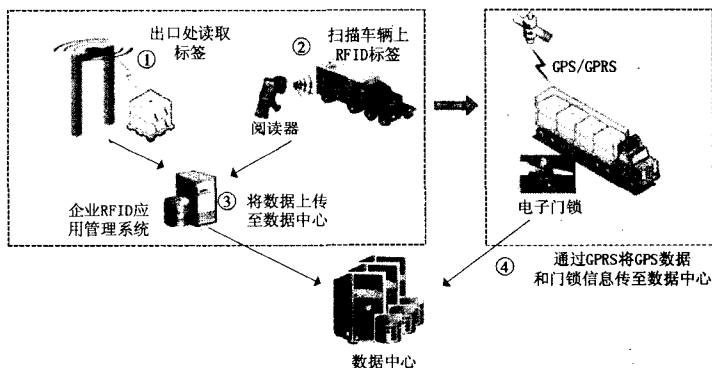 出口处读取
标签
①
②
扫描车辆上
RFID标签
阅读器
GPS/GPRS
企业RFID应
用管理系统
③
将数据上传
至数据中心
电子门锁
④
通过GPRS将GPS数据
和门锁信息传至数据中心
数据中心